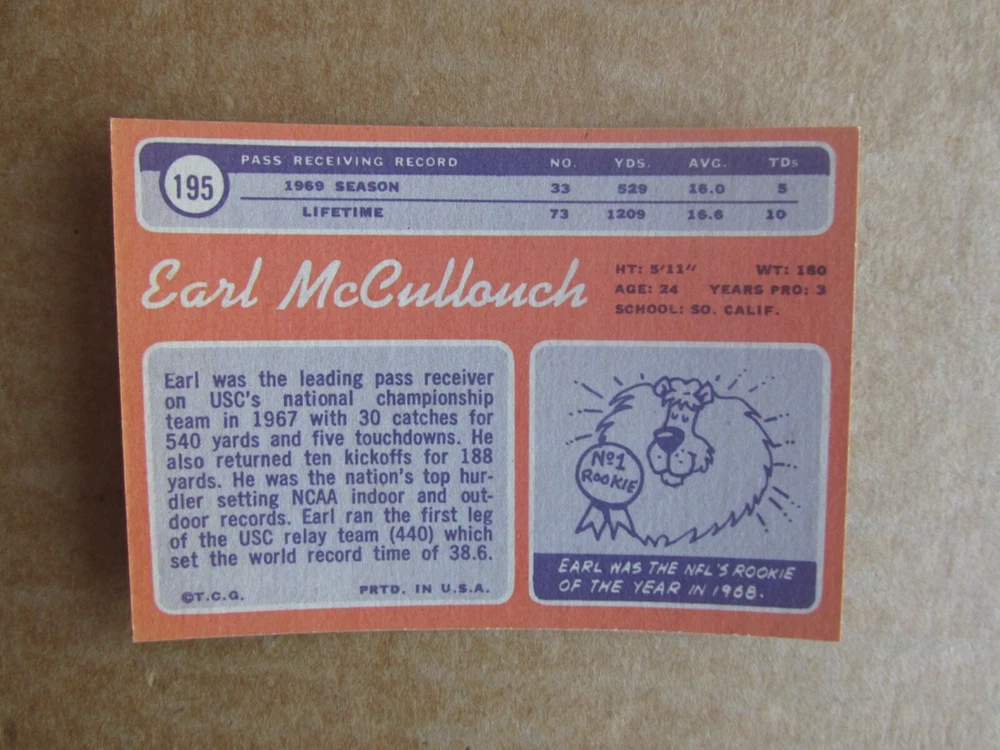 195
PASS RECEIVING RECORD NO. YDS. AVG. TDs
1969 SEASON 33 529 16.0 5
LIFETIME 73 1209 16.6 10
Earl McCullouch
HT: 5'11" WT: 180
AGE: 24 YEARS PRO: 3
SCHOOL: SO. CALIF.
Earl was the leading pass receiver
on USC's national championship
team in 1967 with 30 catches for
540 yards and five touchdowns. He
also returned ten kickoffs for 188
yards. He was the nation's top hur-
dler setting NCAA indoor and out-
door records. Earl ran the first leg
of the USC relay team (440) which
set the world record time of 38.6.
©T.C.G. PRTD. IN U.S.A.
Nº1
ROOKIE
EARL WAS THE NFL'S ROOKIE
OF THE YEAR IN 1968.